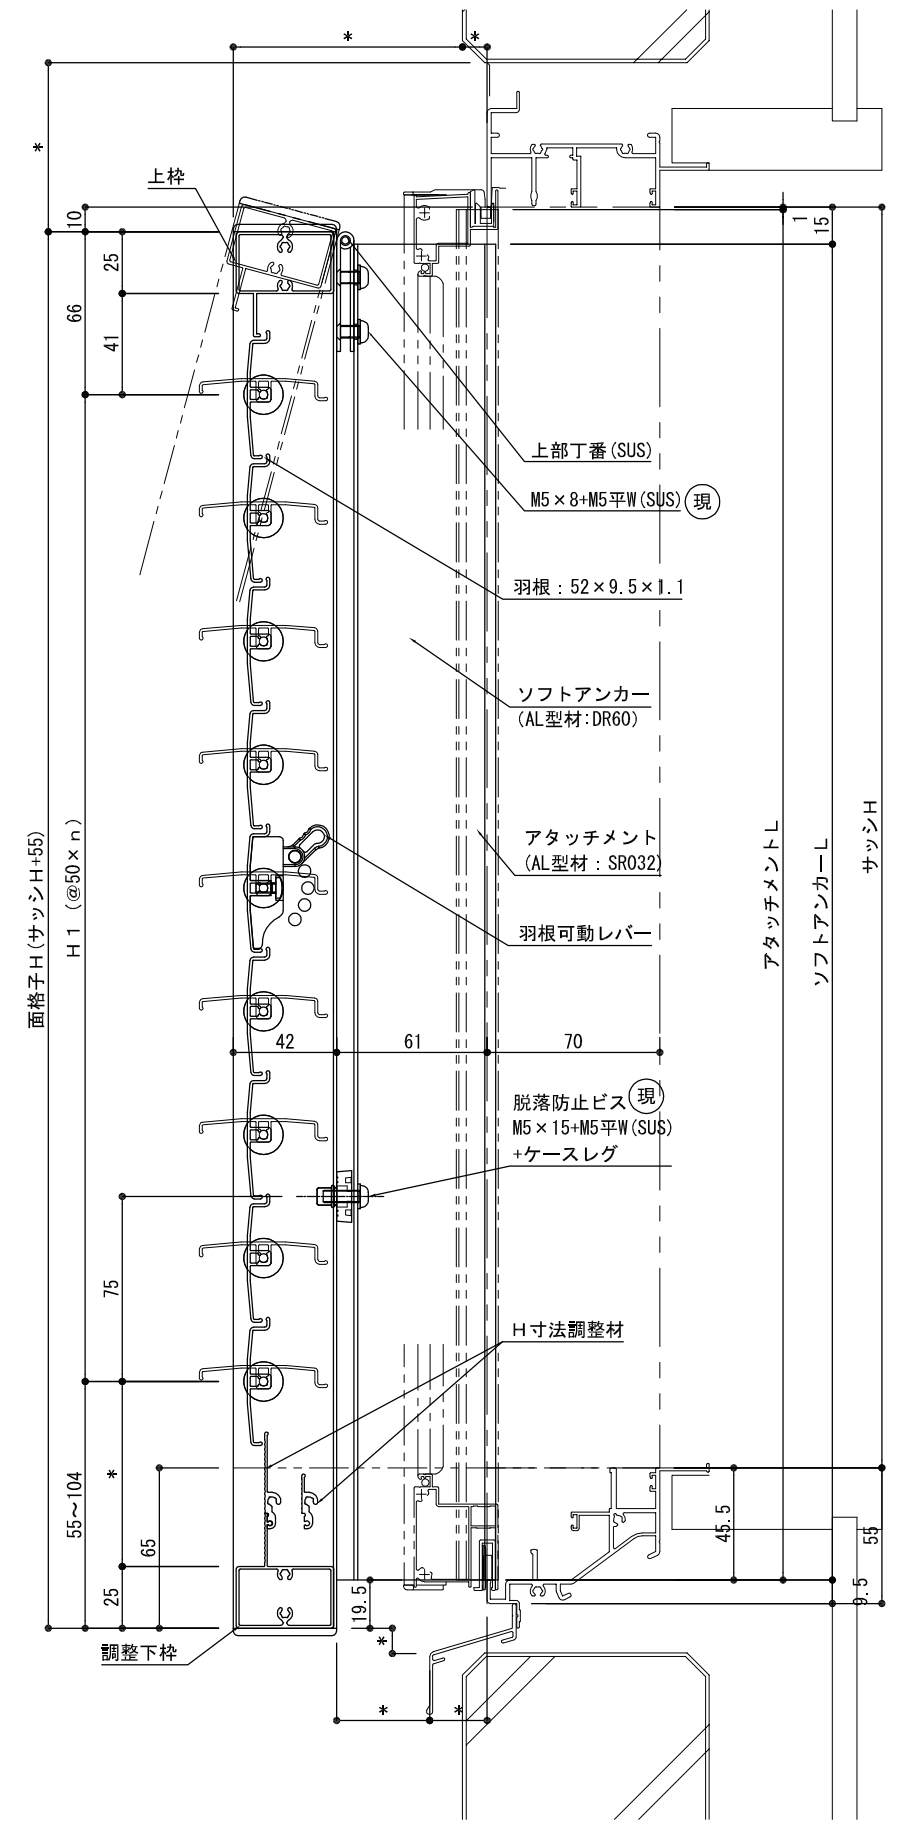 *
*
*
上枠
10
25
66
41
1
15
上部丁番(SUS)
M5×8+M5平W(SUS) 現
羽根：52×9.5×1.1
ソフトアンカー
(AL型材:DR60)
アタッチメント
(AL型材：SR032)
羽根可動レバー
面格子H(サッシH+55)
H1 (@50×n)
アタッチメントL
ソフトアンカーL
サッシH
42
61
70
脱落防止ビス 現
M5×15+M5平W(SUS)
+ケースレグ
75
H寸法調整材
*
55~104
65
25
45.5
55
9.5
19.5
*
調整下枠
*
*